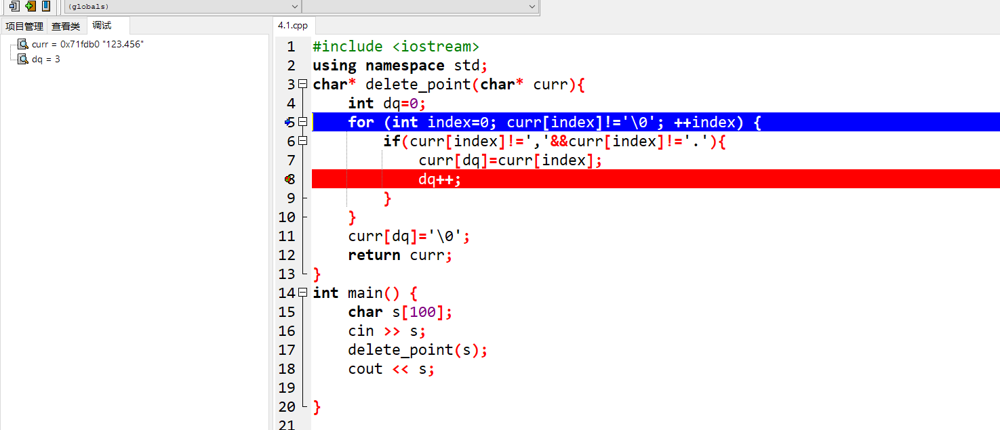 (globals)
项目管理 查看类 调试
4.1.cpp
curr = 0x71fdb0 "123.456"
dq = 3
1 #include <iostream>
2 using namespace std;
3 char* delete_point(char* curr){
4 int dq=0;
5 for (int index=0; curr[index]!='\0'; ++index) {
6 if(curr[index]!=','&&curr[index]!='.'){
7 curr[dq]=curr[index];
8 dq++;
9 }
10 }
11 curr[dq]='\0';
12 return curr;
13 }
14 int main() {
15 char s[100];
16 cin >> s;
17 delete_point(s);
18 cout << s;
19
20 }
21